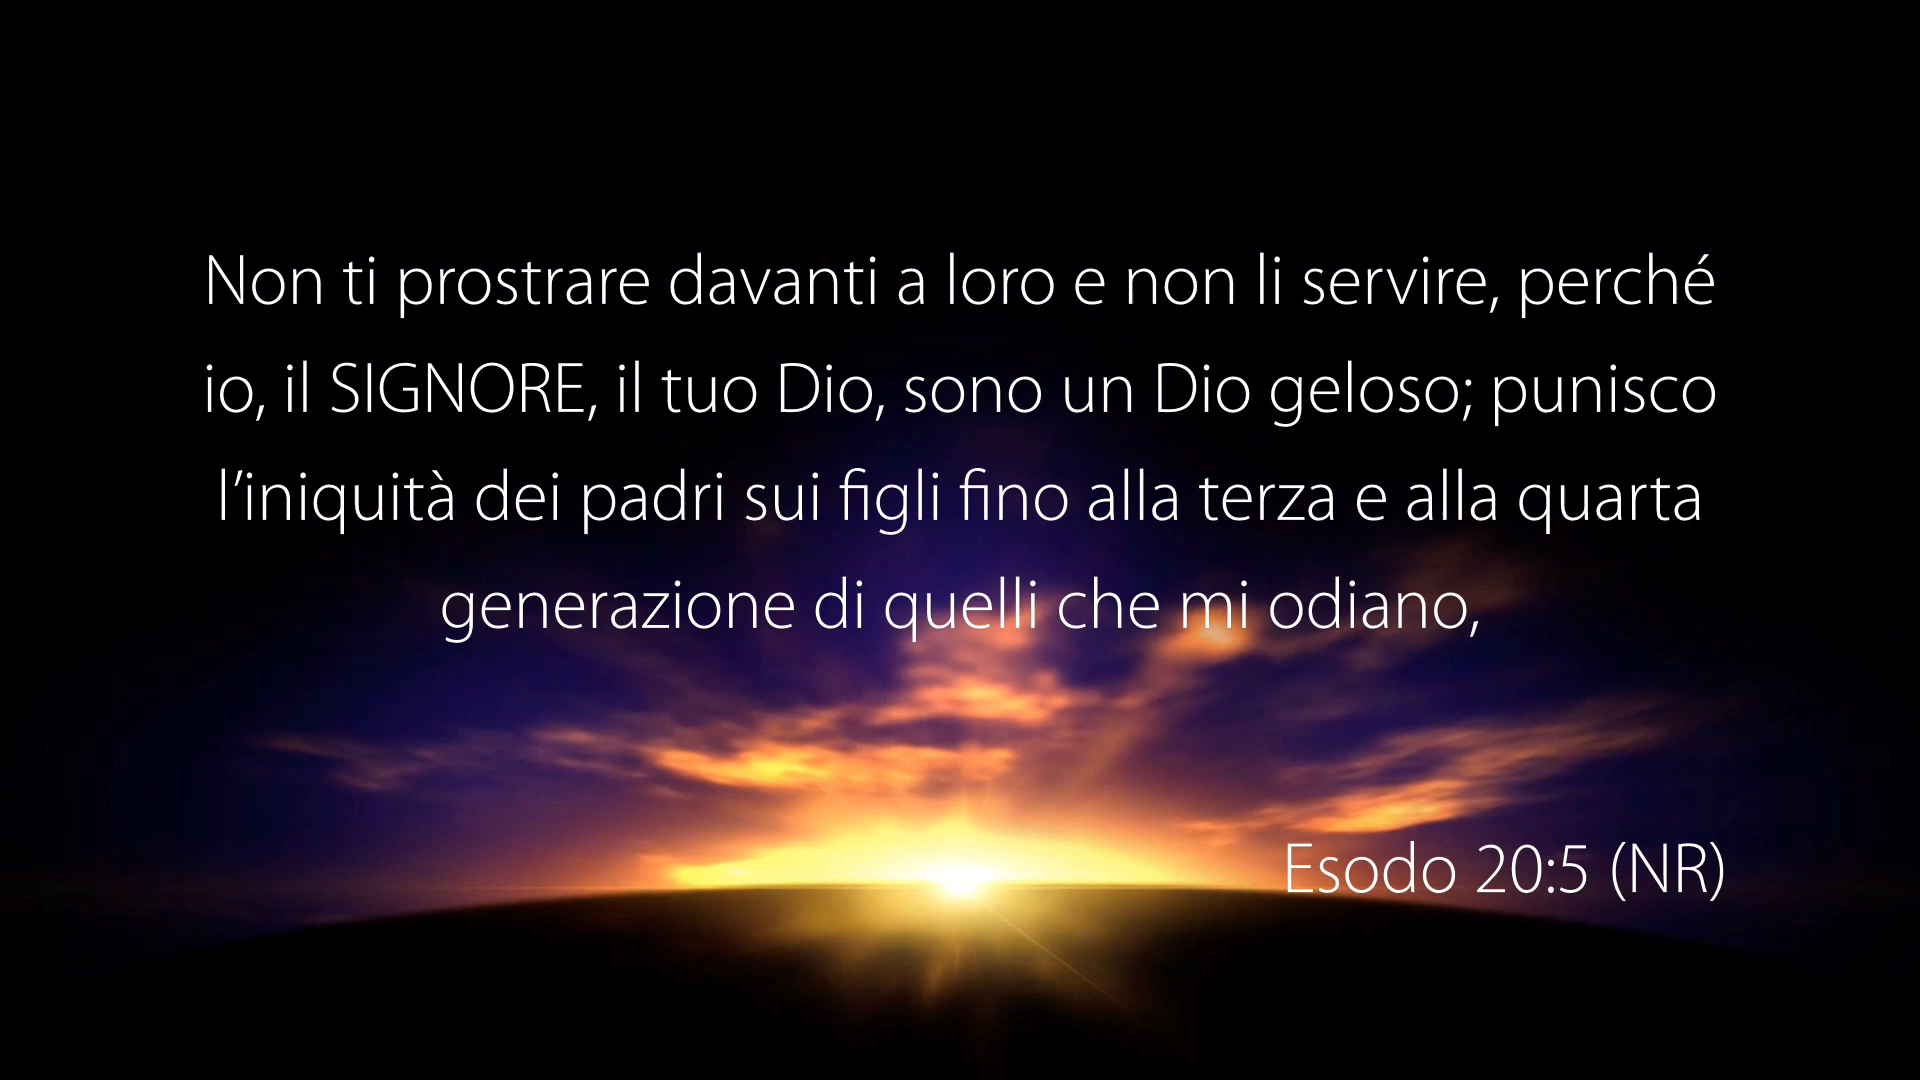 Non ti prostrare davanti a loro e non li servire, perché
io, il SIGNORE, il tuo Dio, sono un Dio geloso; punisco
l’iniquità dei padri sui figli fino alla terza e alla quarta
generazione di quelli che mi odiano,
Esodo 20:5 (NR)